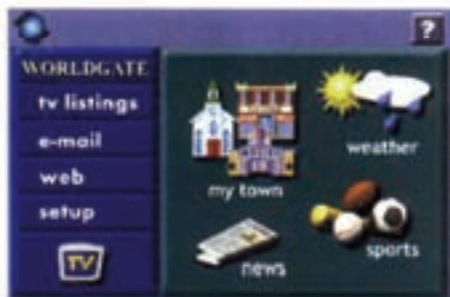 ?
WORLDGATE
tv listings
e-mail
web
setup
TV
my town
weather
news
sports